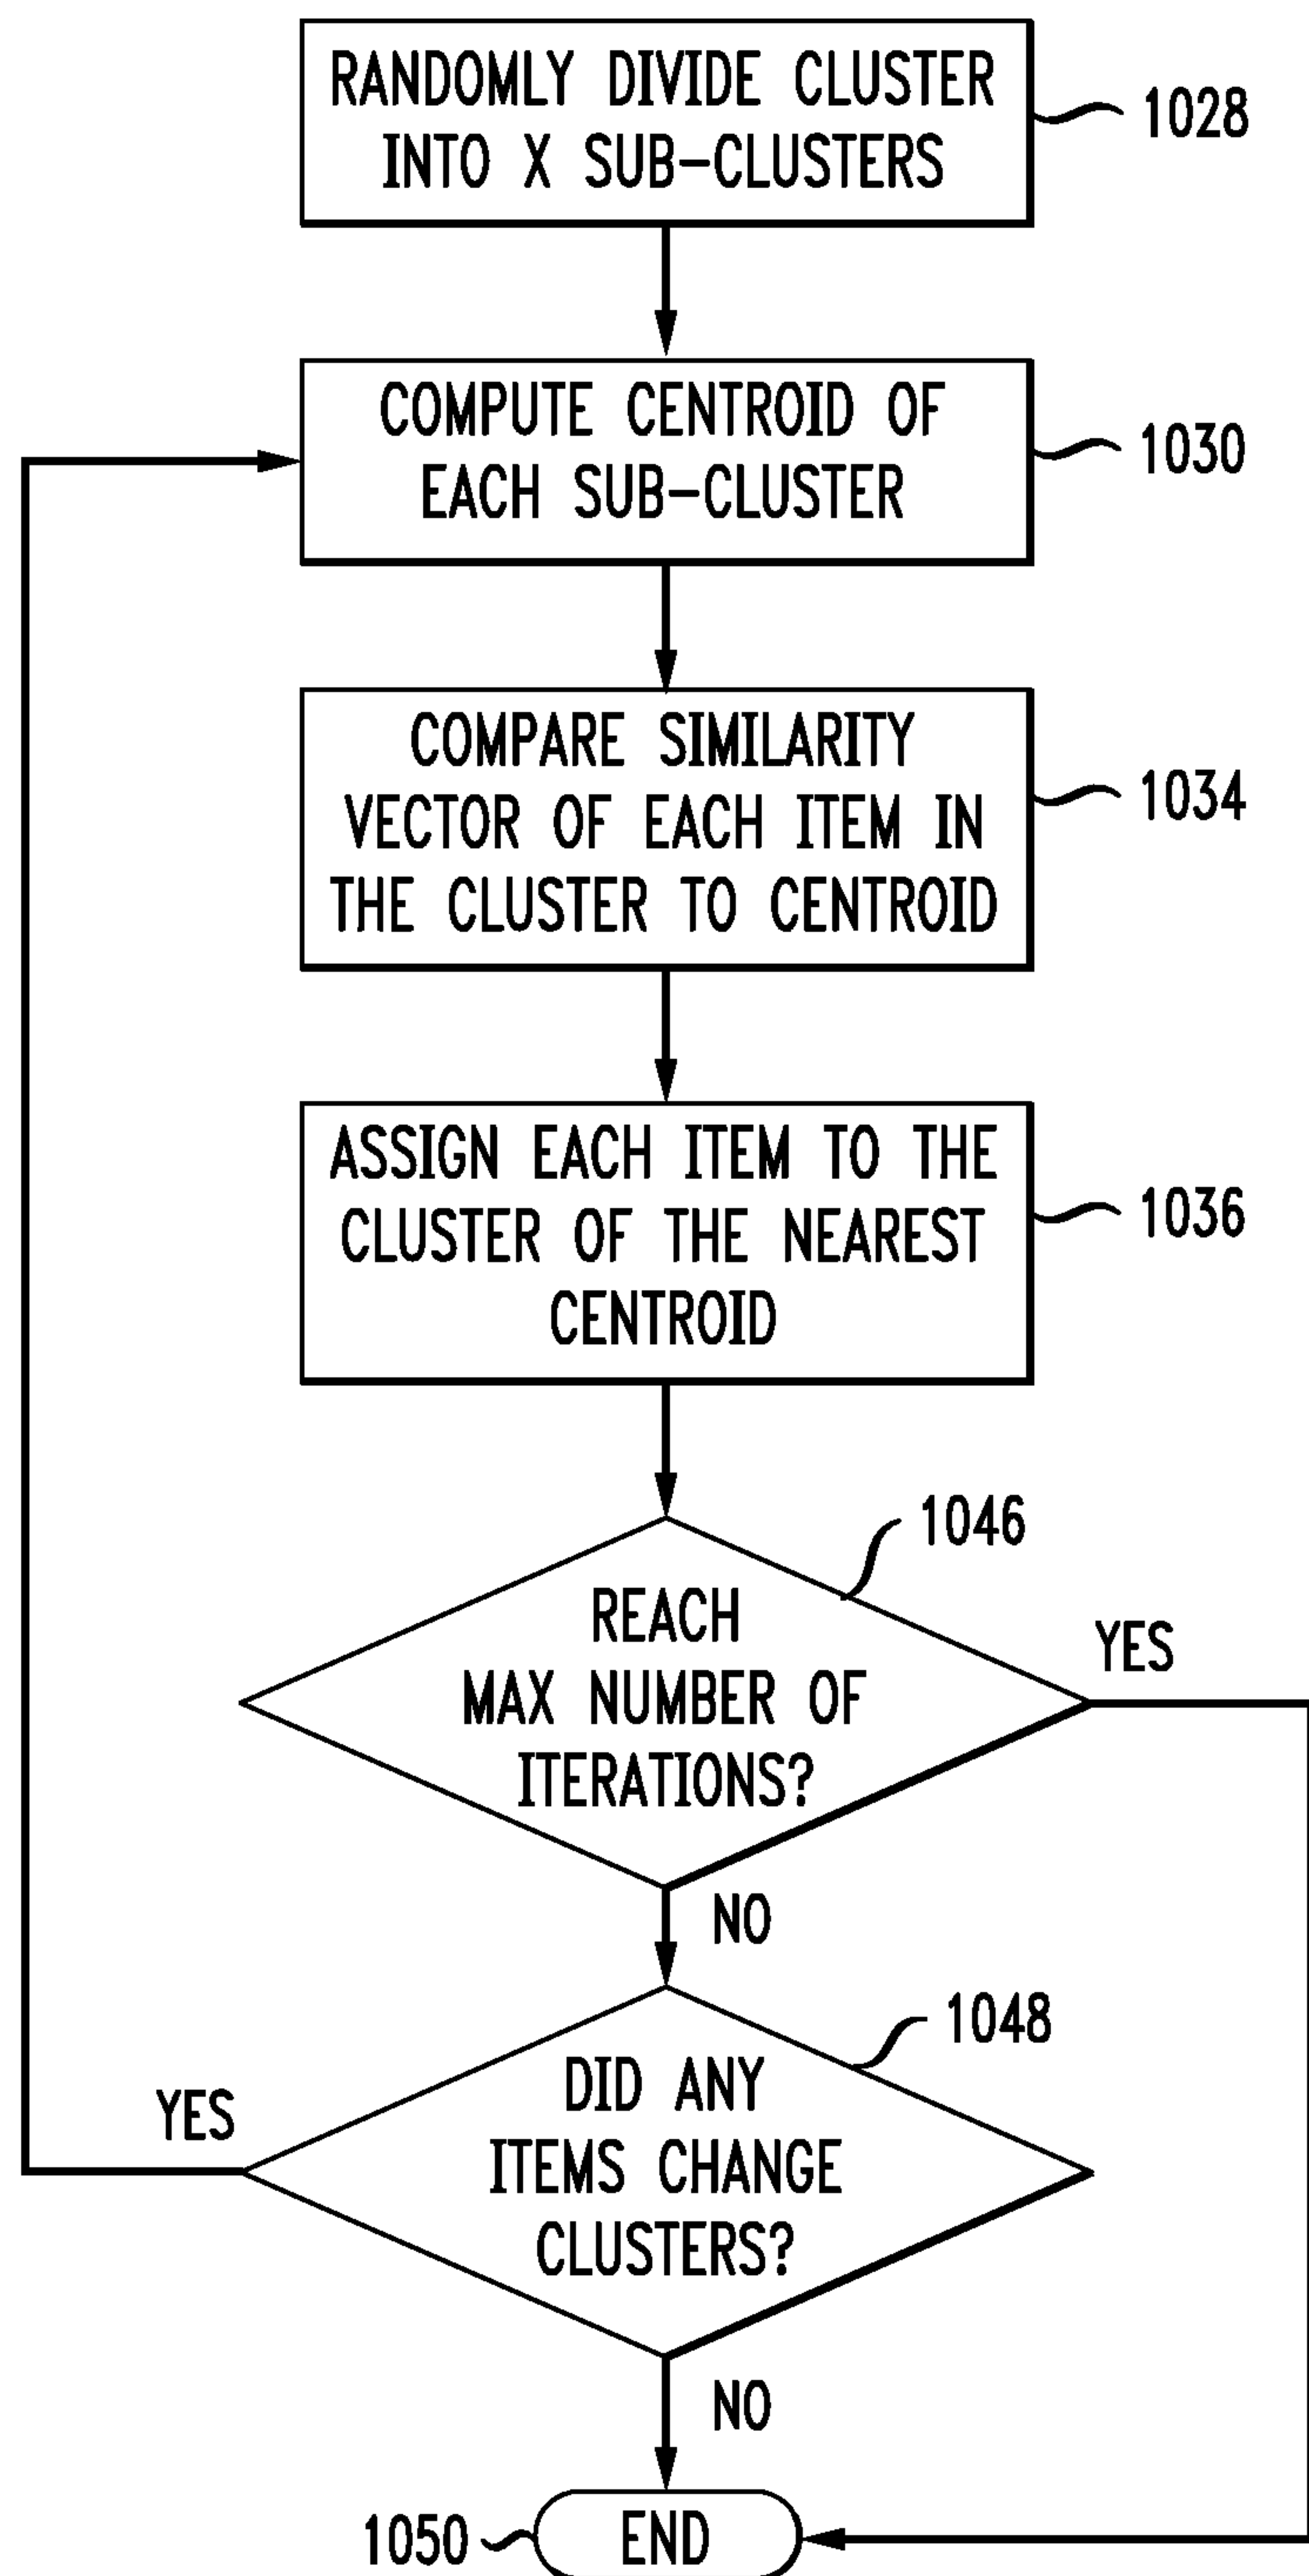 RANDOMLY DIVIDE CLUSTER
INTO X SUB-CLUSTERS
1028
COMPUTE CENTROID OF
EACH SUB-CLUSTER
1030
COMPARE SIMILARITY
VECTOR OF EACH ITEM IN
THE CLUSTER TO CENTROID
1034
ASSIGN EACH ITEM TO THE
CLUSTER OF THE NEAREST
CENTROID
1036
1046
REACH
MAX NUMBER OF
ITERATIONS?
YES
NO
1048
DID ANY
ITEMS CHANGE
CLUSTERS?
YES
NO
1050
END